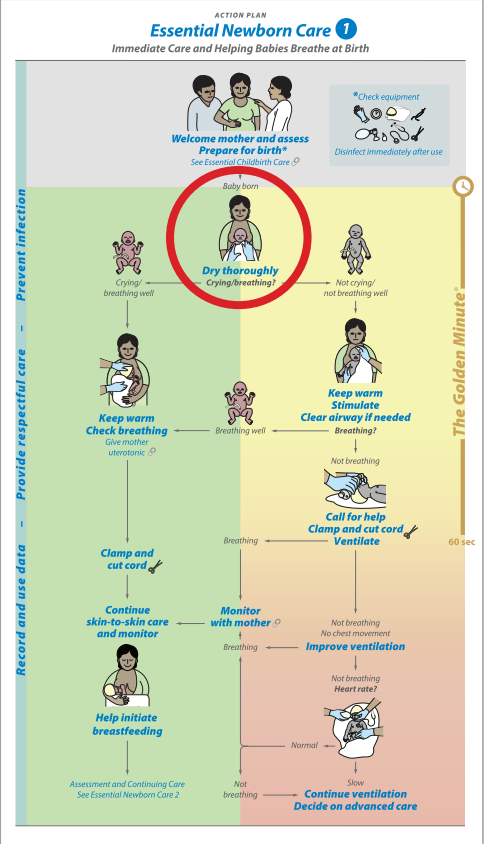 ACTION PLAN
Essential Newborn Care 1
Immediate Care and Helping Babies Breathe at Birth
*Check equipment
Disinfect immediately after use
Welcome mother and assess
Prepare for birth*
See Essential Childbirth Care
Baby born
Dry thoroughly
Crying/breathing?
Crying/
breathing well
Not crying/
not breathing well
Keep warm
Stimulate
Clear airway if needed
Breathing?
Keep warm
Check breathing
Give mother
uterotonic
Breathing well
Not breathing
Call for help
Clamp and cut cord
Ventilate
Breathing
60 sec
The Golden Minute®
Clamp and
cut cord
Continue
skin-to-skin care
and monitor
Monitor
with mother
Not breathing
No chest movement
Improve ventilation
Breathing
Not breathing
Heart rate?
Help initiate
breastfeeding
Normal
Slow
Assessment and Continuing Care
See Essential Newborn Care 2
Not
breathing
Continue ventilation
Decide on advanced care
Record and use data – Provide respectful care – Prevent infection